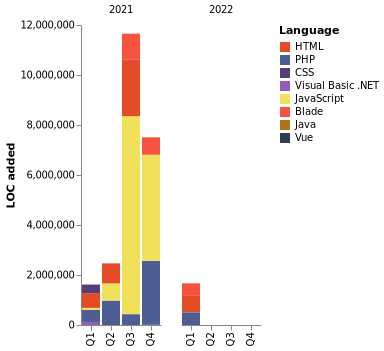 2021
2022
LOC added
12,000,000
10,000,000
8,000,000
6,000,000
4,000,000
2,000,000
0
Q1
Q2
Q3
Q4
Q1
Q2
Q3
Q4
Language
HTML
PHP
CSS
Visual Basic .NET
JavaScript
Blade
Java
Vue